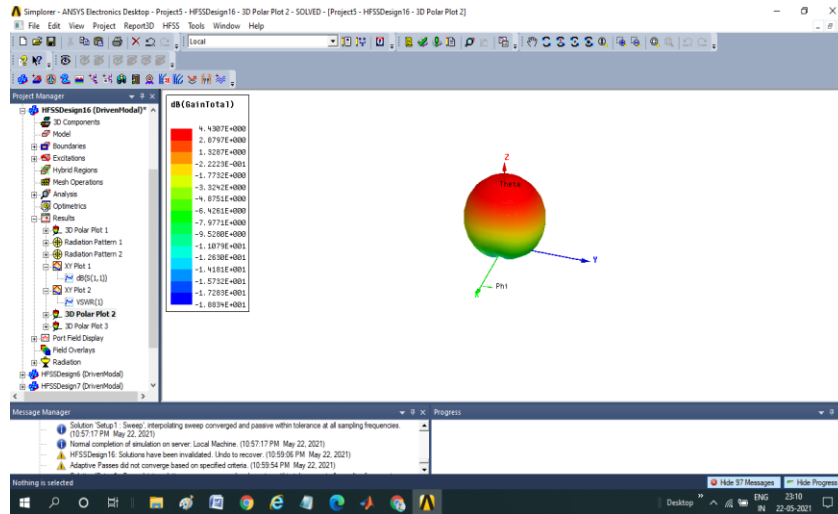 Simplorer - ANSYS Electronics Desktop - Project5 - HFSSDesign16 - 3D Polar Plot 2 - SOLVED - [Project5 - HFSSDesign16 - 3D Polar Plot 2]
File Edit View Project Report3D HFSS Tools Window Help
Local
Project Manager
HFSSDesign16 (DrivenModal)*
3D Components
Model
Boundaries
Excitations
Hybrid Regions
Mesh Operations
Analysis
Optimetrics
Results
3D Polar Plot 1
Radiation Pattern 1
Radiation Pattern 2
XY Plot 1
dB(S(1,1))
XY Plot 2
VSWR(1)
3D Polar Plot 2
3D Polar Plot 3
Port Field Display
Field Overlays
Radiation
HFSSDesign6 (DrivenModal)
HFSSDesign7 (DrivenModal)
dB(GainTotal)
4.4307E+000
2.8797E+000
1.3287E+000
-2.2223E-001
-1.7732E+000
-3.3242E+000
-4.8751E+000
-6.4261E+000
-7.9771E+000
-9.5280E+000
-1.1079E+001
-1.2630E+001
-1.4181E+001
-1.5732E+001
-1.7283E+001
-1.8834E+001
Z
Theta
Y
Phi
Message Manager
Progress
Solution 'Setup1 : Sweep', interpolating sweep converged and passive within tolerance at all sampling frequencies.
(10:57:17 PM May 22, 2021)
Normal completion of simulation on server: Local Machine. (10:57:17 PM May 22, 2021)
HFSSDesign16: Solutions have been invalidated. Undo to recover. (10:59:06 PM May 22, 2021)
Adaptive Passes did not converge based on specified criteria. (10:59:54 PM May 22, 2021)
Nothing is selected
Hide 97 Messages
Hide Progress
Desktop
ENG
IN
23:10
22-05-2021